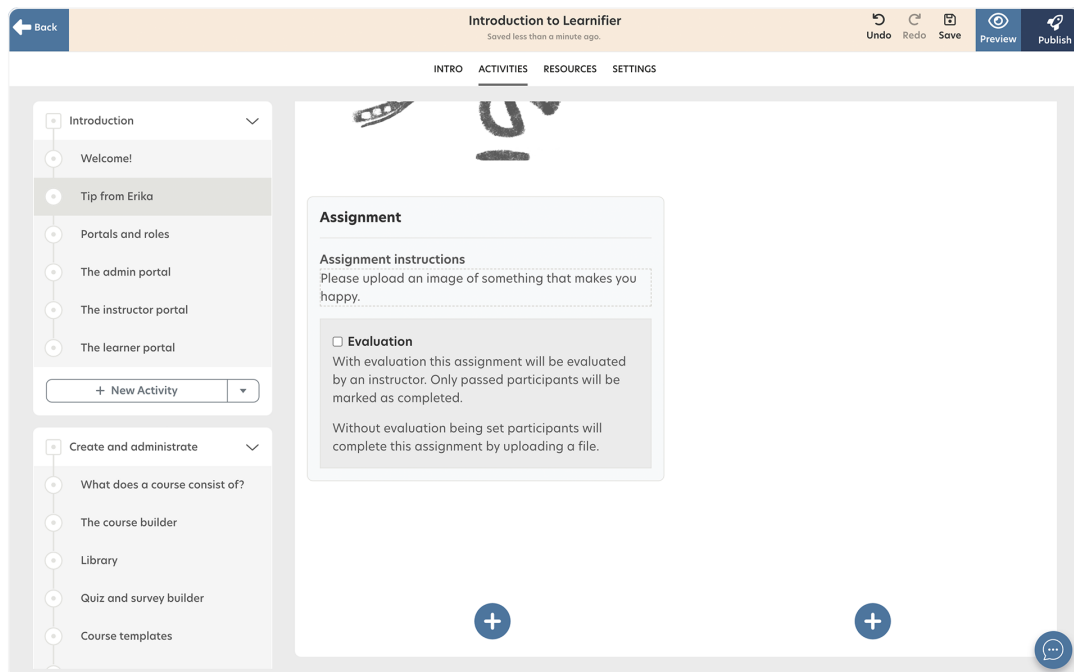 Back
Introduction to Learnifier
Saved less than a minute ago.
Undo
Redo
Save
Preview
Publish
INTRO
ACTIVITIES
RESOURCES
SETTINGS
Introduction
Welcome!
Tip from Erika
Portals and roles
The admin portal
The instructor portal
The learner portal
+ New Activity
Create and administrate
What does a course consist of?
The course builder
Library
Quiz and survey builder
Course templates
Assignment
Assignment instructions
Please upload an image of something that makes you
happy.
Evaluation
With evaluation this assignment will be evaluated
by an instructor. Only passed participants will be
marked as completed.
Without evaluation being set participants will
complete this assignment by uploading a file.